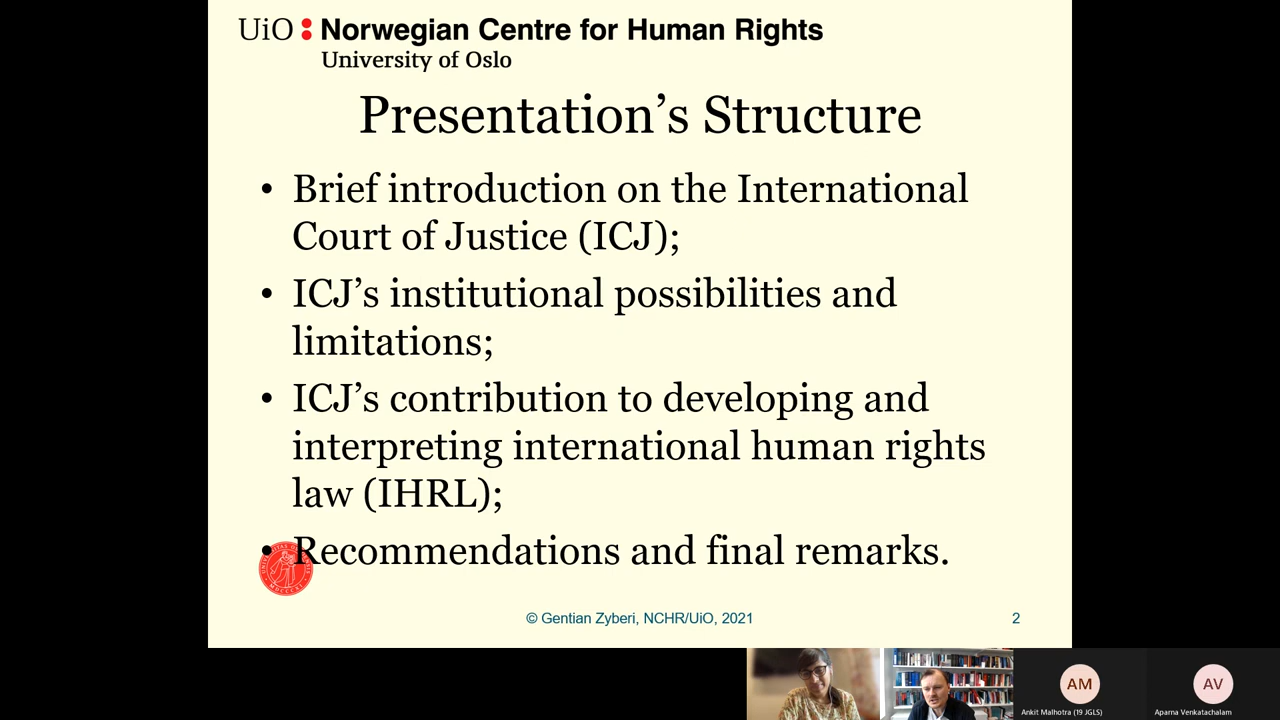 UiO Norwegian Centre for Human Rights
University of Oslo
Presentation’s Structure
• Brief introduction on the International
Court of Justice (ICJ);
• ICJ’s institutional possibilities and
limitations;
• ICJ’s contribution to developing and
interpreting international human rights
law (IHRL);
• Recommendations and final remarks.
© Gentian Zyberi, NCHR/UiO, 2021
2
AM
AV
Ankit Malhotra (19 JGLS)
Aparna Venkatachalam